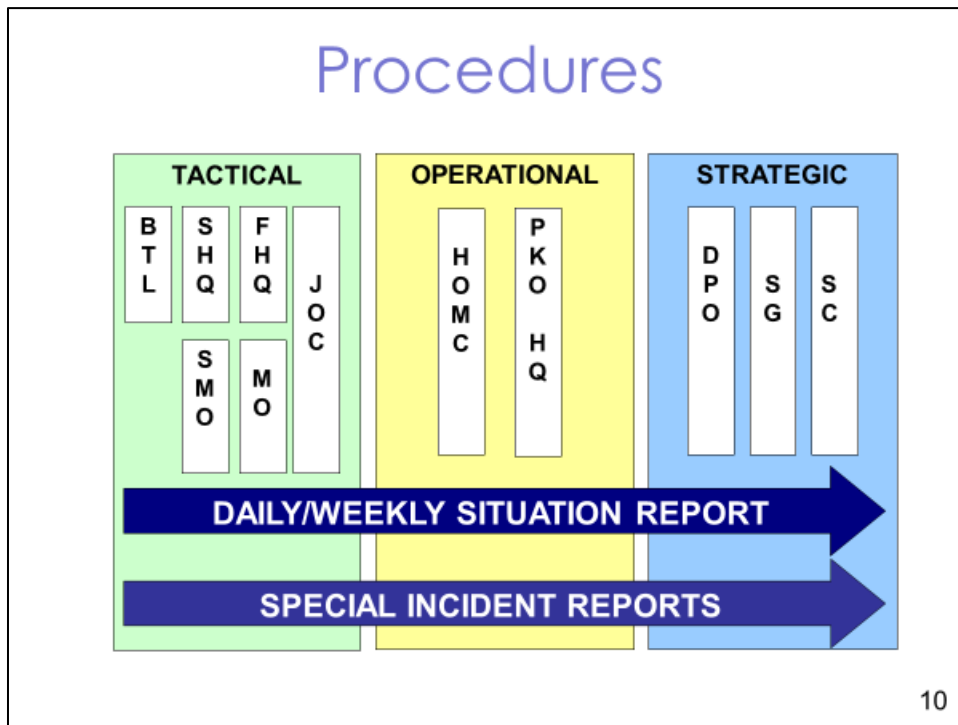 Procedures
TACTICAL
BTL
SHQ
FHQ
JOC
SMO
MO
OPERATIONAL
HOMC
PKO HQ
STRATEGIC
DPO
SG
SC
DAILY/WEEKLY SITUATION REPORT
SPECIAL INCIDENT REPORTS
10